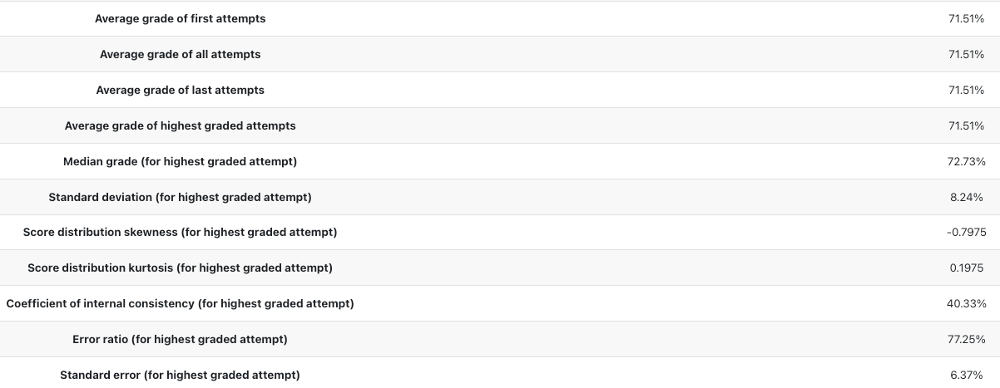 Average grade of first attempts 71.51%
Average grade of all attempts 71.51%
Average grade of last attempts 71.51%
Average grade of highest graded attempts 71.51%
Median grade (for highest graded attempt) 72.73%
Standard deviation (for highest graded attempt) 8.24%
Score distribution skewness (for highest graded attempt) -0.7975
Score distribution kurtosis (for highest graded attempt) 0.1975
Coefficient of internal consistency (for highest graded attempt) 40.33%
Error ratio (for highest graded attempt) 77.25%
Standard error (for highest graded attempt) 6.37%